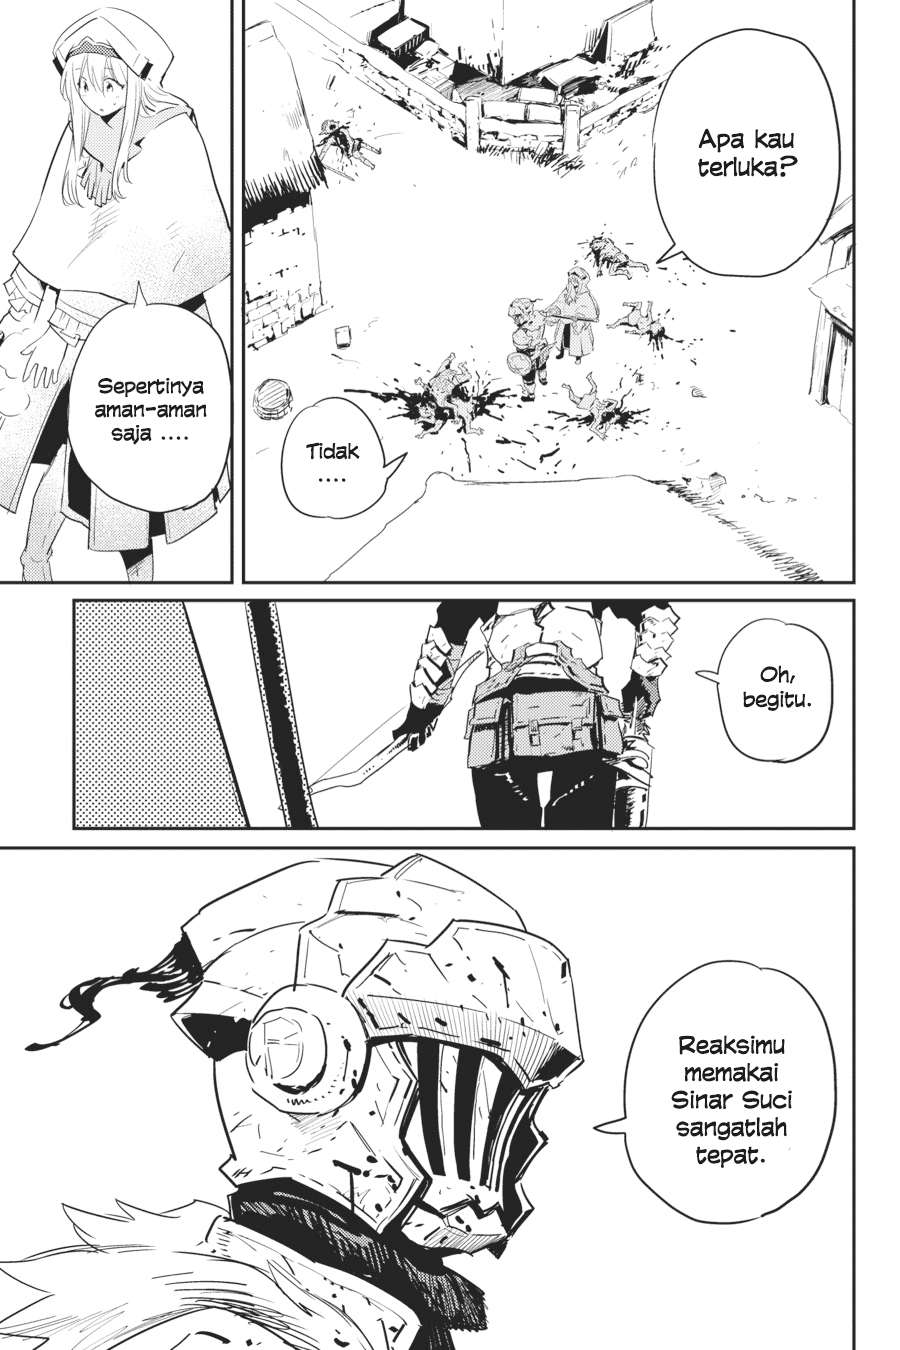 Apa kau
terluka?
Tidak
....
Sepertinya
aman-aman
saja ....
Oh,
begitu.
Reaksimu
memakai
Sinar Suci
sangatlah
tepat.